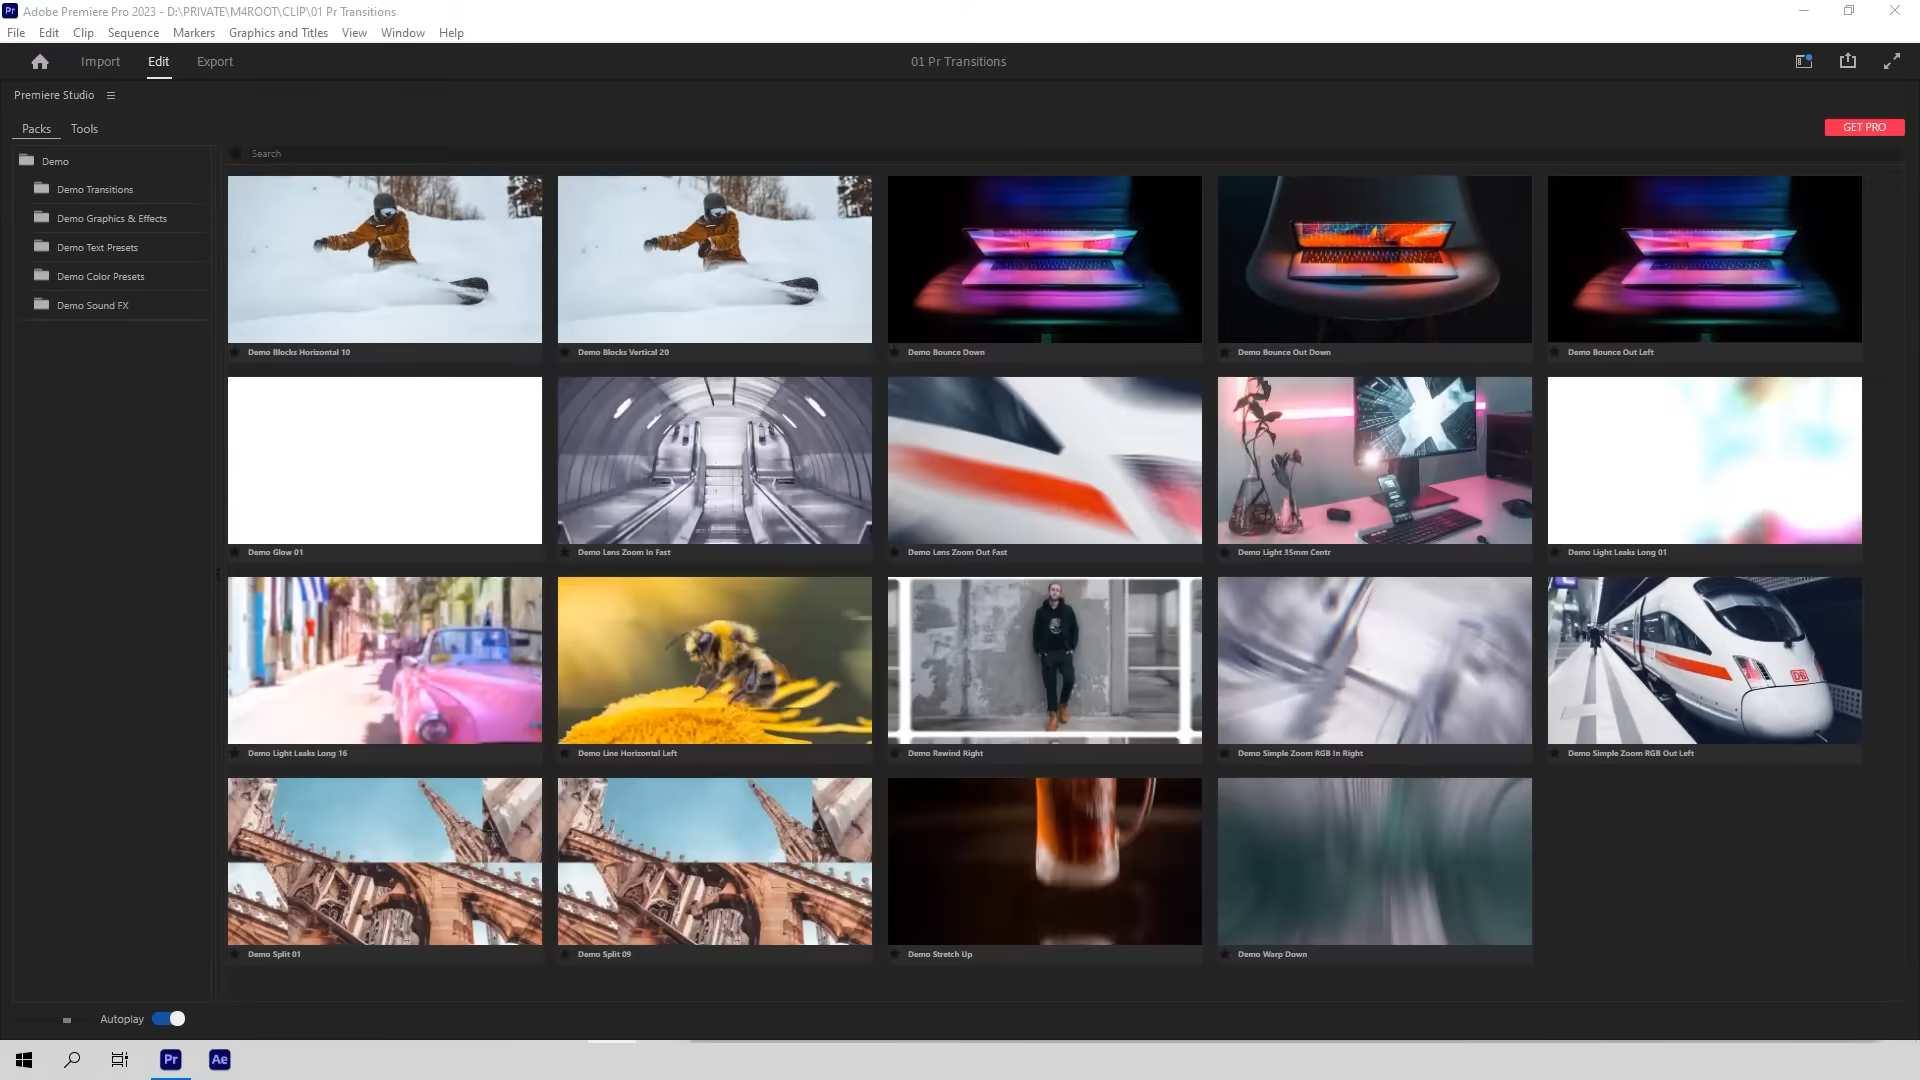 Pr Adobe Premiere Pro 2023 - D:\PRIVATE\M4ROOT\CLIP\01 Pr Transitions
File Edit Clip Sequence Markers Graphics and Titles View Window Help
Import Edit Export 01 Pr Transitions
Premiere Studio
Packs Tools GET PRO
Search
Demo
Demo Transitions
Demo Graphics & Effects
Demo Text Presets
Demo Color Presets
Demo Sound FX
Demo Blocks Horizontal 10 Demo Blocks Vertical 20 Demo Bounce Down Demo Bounce Out Down Demo Bounce Out Left
Demo Glow 01 Demo Lens Zoom In Fast Demo Lens Zoom Out Fast Demo Light 35mm Centr Demo Light Leaks Long 01
DB
Demo Light Leaks Long 16 Demo Line Horizontal Left Demo Rewind Right Demo Simple Zoom RGB In Right Demo Simple Zoom RGB Out Left
Demo Split 01 Demo Split 09 Demo Stretch Up Demo Warp Down
Autoplay
Pr Ae